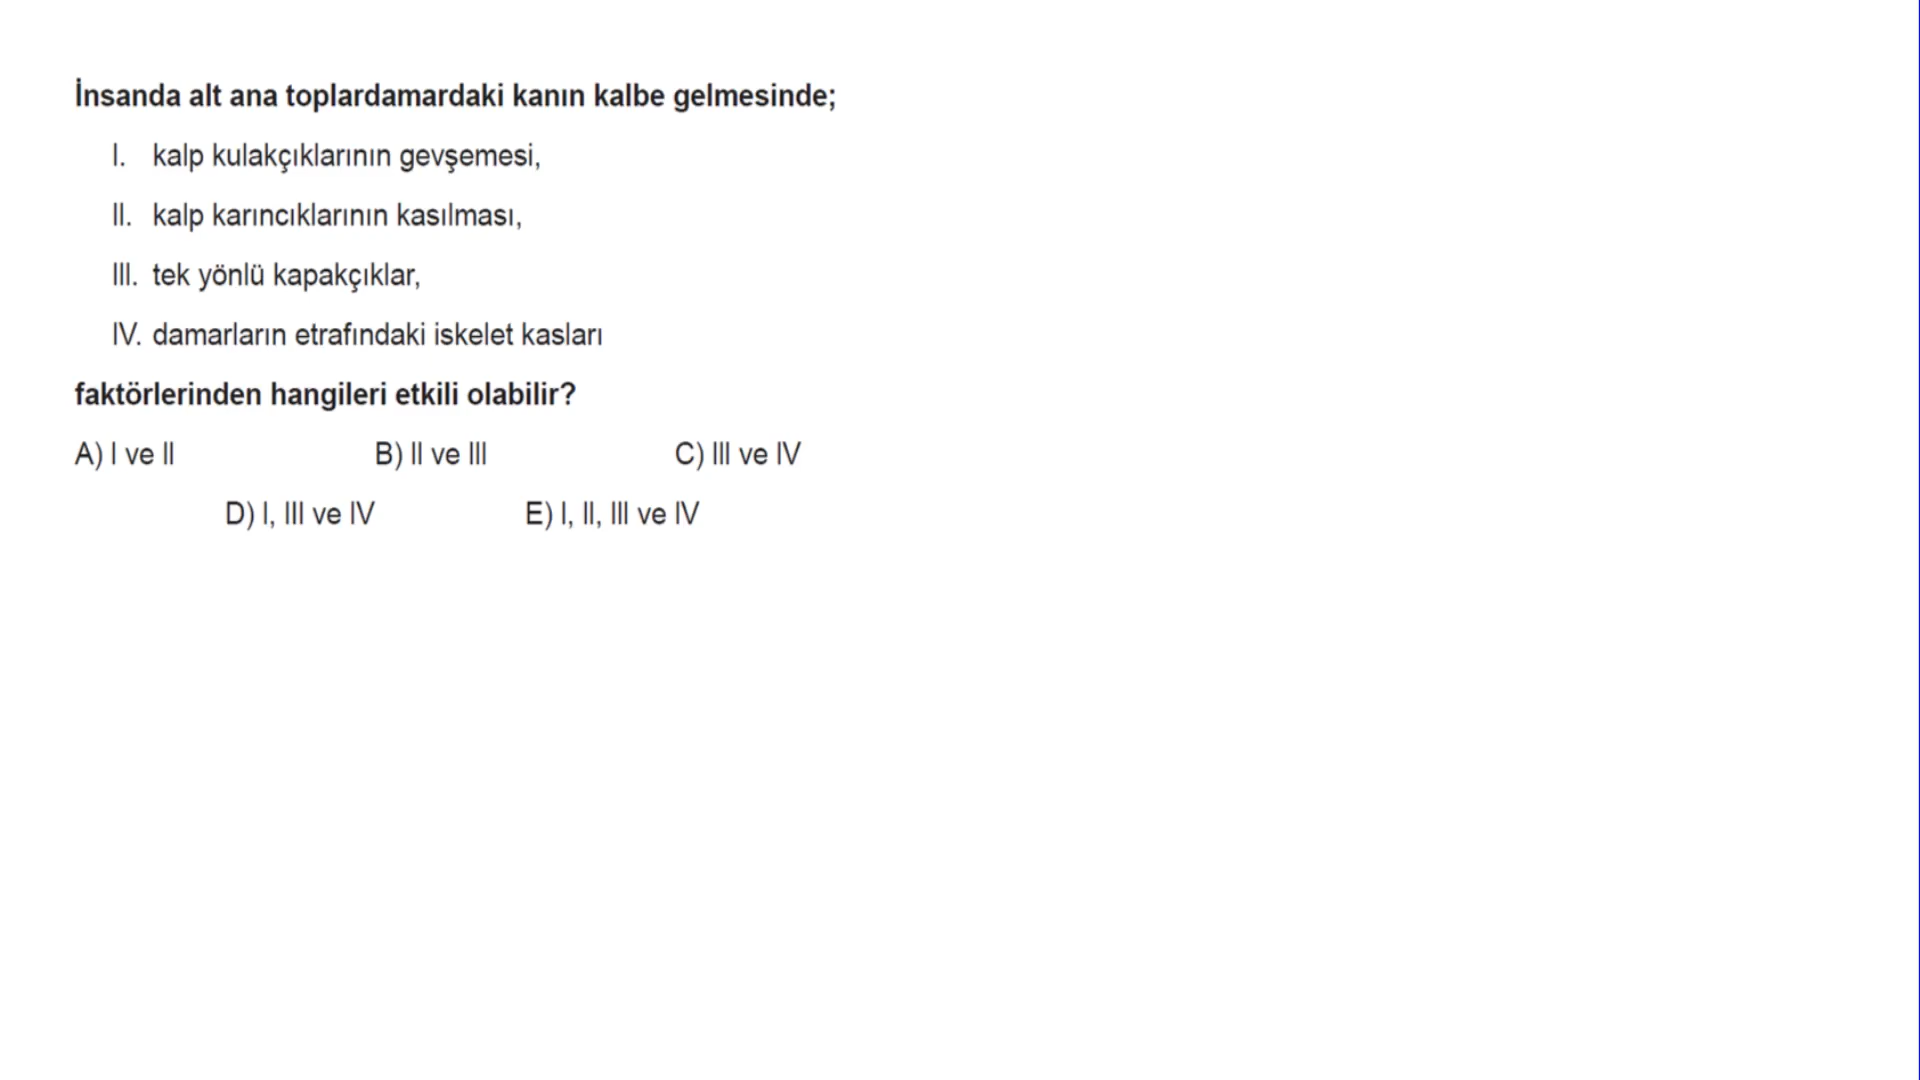 İnsanda alt ana toplardamardaki kanın kalbe gelmesinde;
I. kalp kulakçıklarının gevşemesi,
II. kalp karıncıklarının kasılması,
III. tek yönlü kapakçıklar,
IV. damarların etrafındaki iskelet kasları
faktörlerinden hangileri etkili olabilir?
A) I ve II B) II ve III C) III ve IV
D) I, III ve IV E) I, II, III ve IV